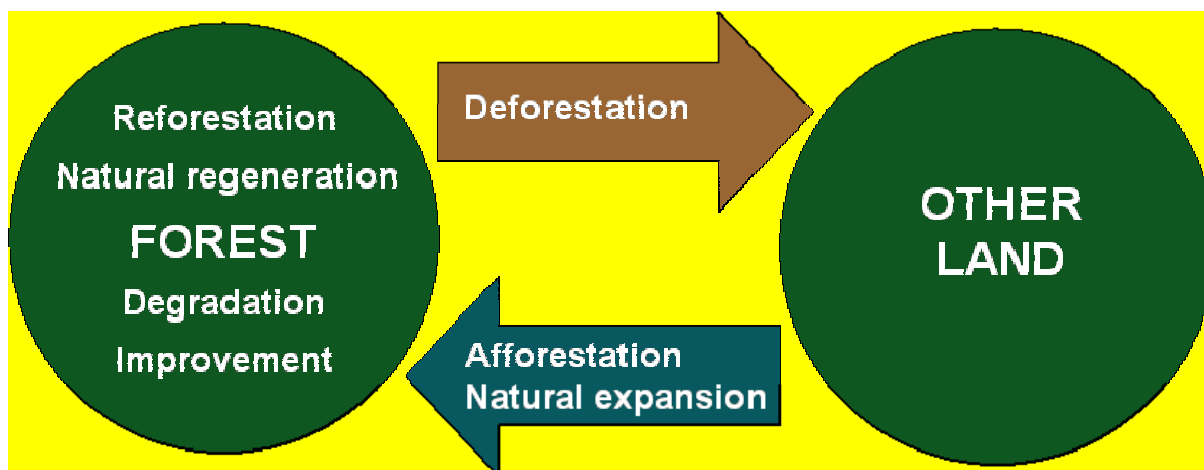 Reforestation
Natural regeneration
FOREST
Degradation
Improvement
Deforestation
Afforestation
Natural expansion
OTHER
LAND